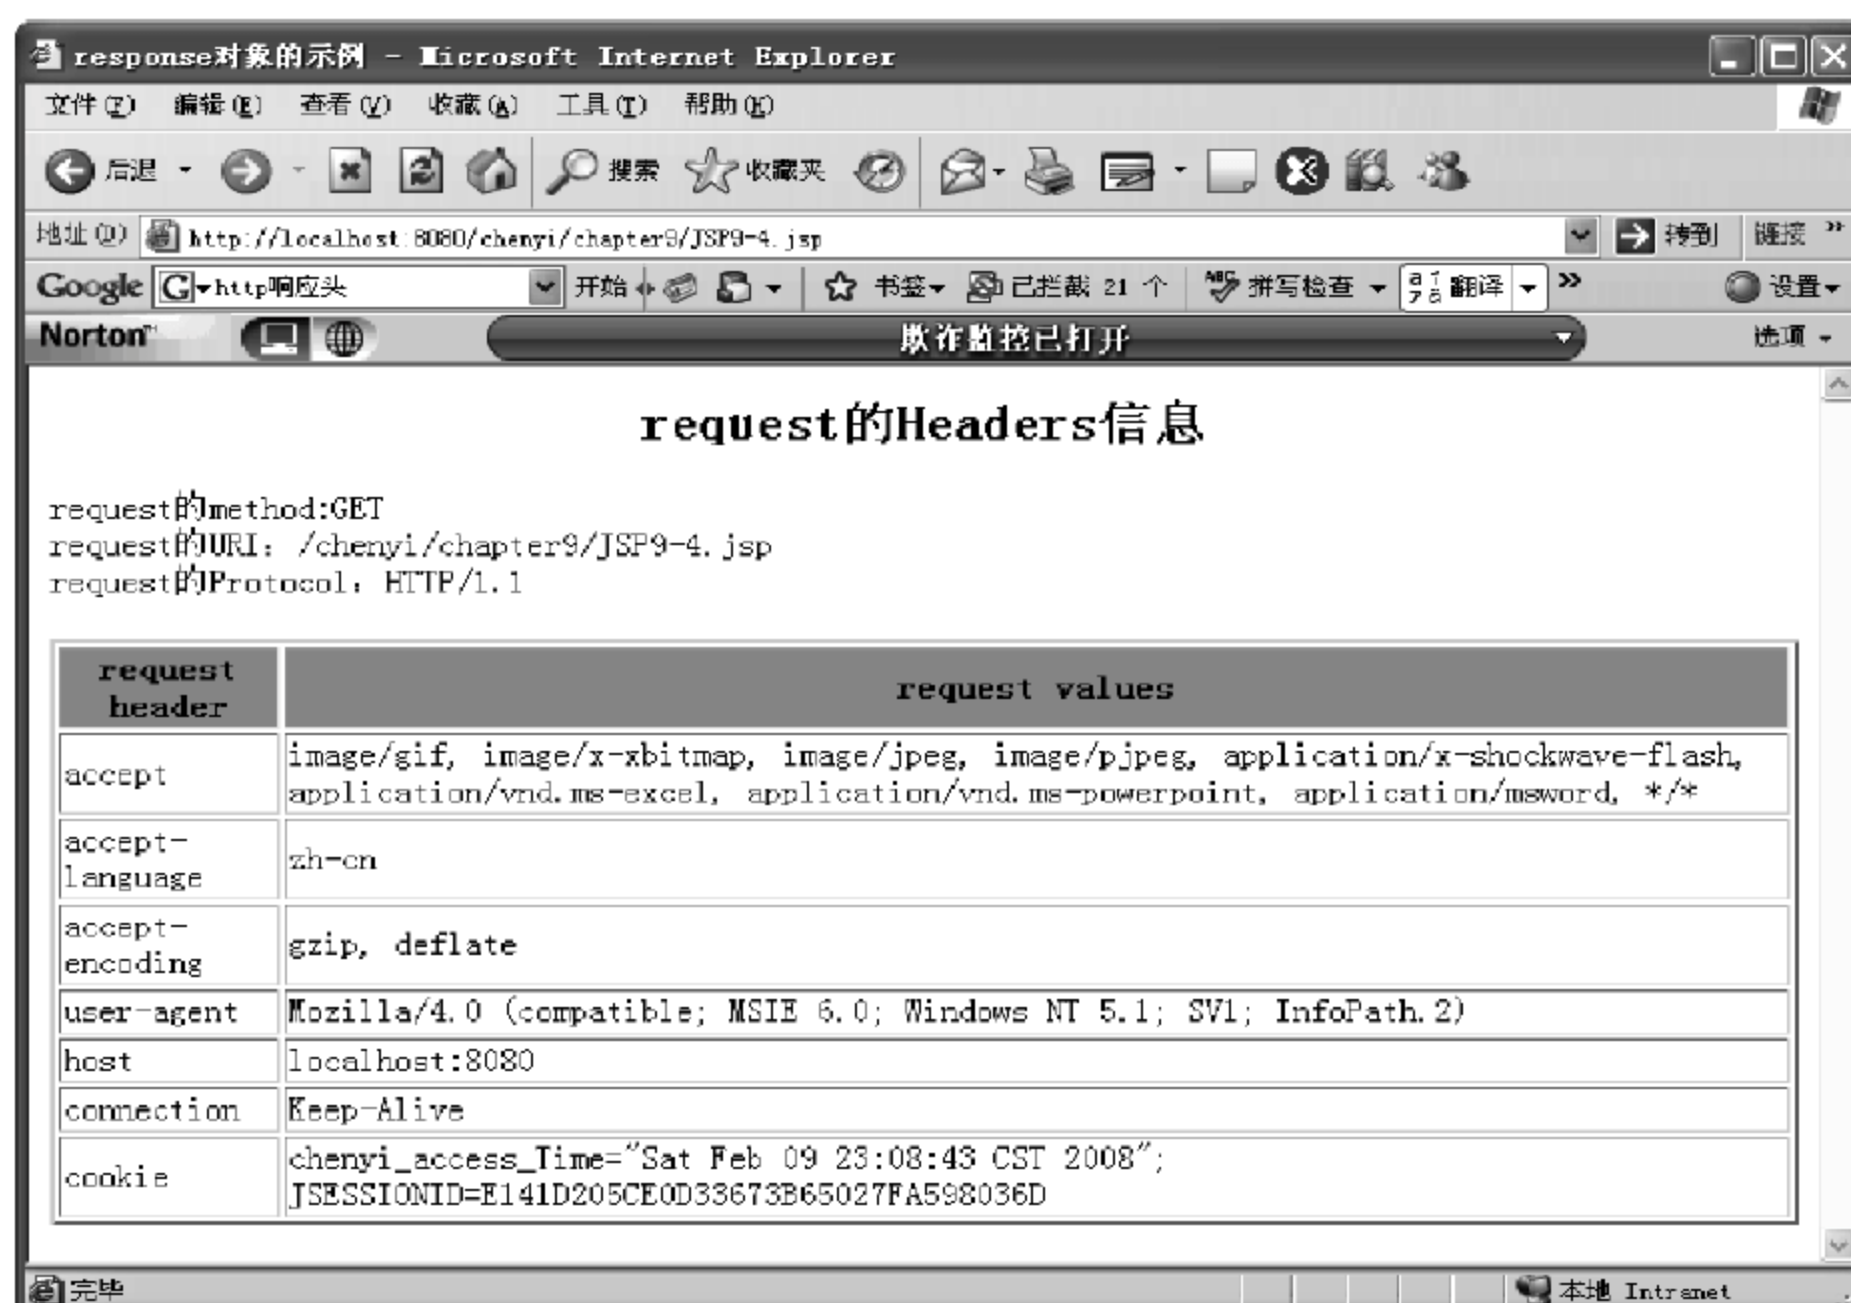 response对象的示例 - Microsoft Internet Explorer
文件(F) 编辑(E) 查看(V) 收藏(A) 工具(T) 帮助(H)
后退 搜索 收藏夹
地址(D) http://localhost:8080/chenyi/chapter9/JSP9-4.jsp 转到 链接 »
Google G http响应头 开始 书签 已拦截 21 个 ABC 拼写检查 翻译 » 设置
Norton™ 欺诈监控已打开 选项
request的Headers信息
request的method:GET
request的URI: /chenyi/chapter9/JSP9-4.jsp
request的Protocol: HTTP/1.1
request header
request values
accept
image/gif, image/x-xbitmap, image/jpeg, image/pjpeg, application/x-shockwave-flash,
application/vnd.ms-excel, application/vnd.ms-powerpoint, application/msword, */*
accept-
language
zh-cn
accept-
encoding
gzip, deflate
user-agent Mozilla/4.0 (compatible; MSIE 6.0; Windows NT 5.1; SV1; InfoPath.2)
host localhost:8080
connection Keep-Alive
cookie
chenyi_access_Time="Sat Feb 09 23:08:43 CST 2008";
JSESSIONID=E141D205CE0D33673B65027FA598036D
完毕 本地 Intranet